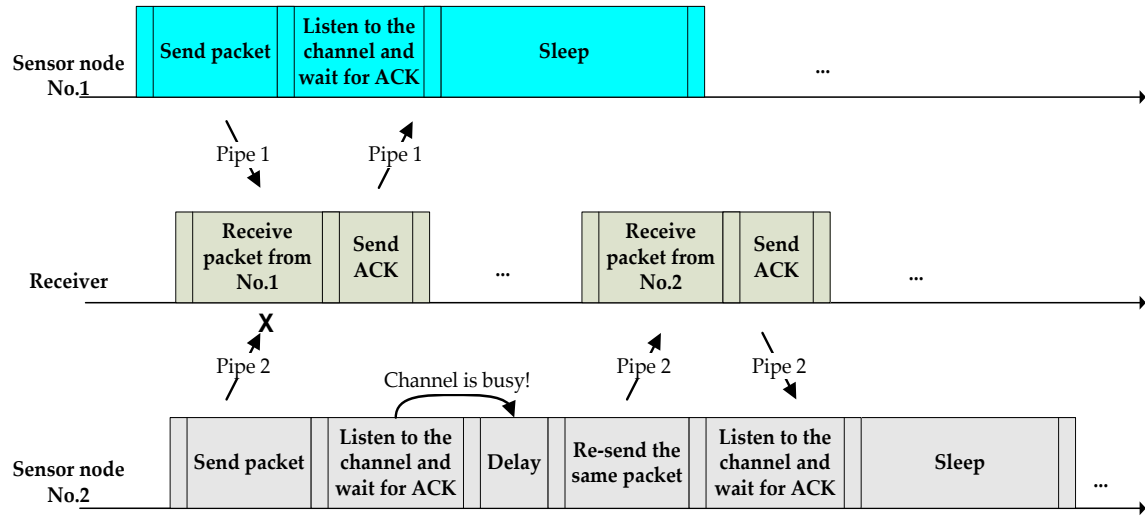 Sensor node
No.1
Send packet
Listen to the
channel and
wait for ACK
Sleep
...
Pipe 1
Pipe 1
Receiver
Receive
packet from
No.1
Send
ACK
...
Receive
packet from
No.2
Send
ACK
...
X
Pipe 2
Channel is busy!
Pipe 2
Pipe 2
Sensor node
No.2
Send packet
Listen to the
channel and
wait for ACK
Delay
Re-send the
same packet
Listen to the
channel and
wait for ACK
Sleep
...